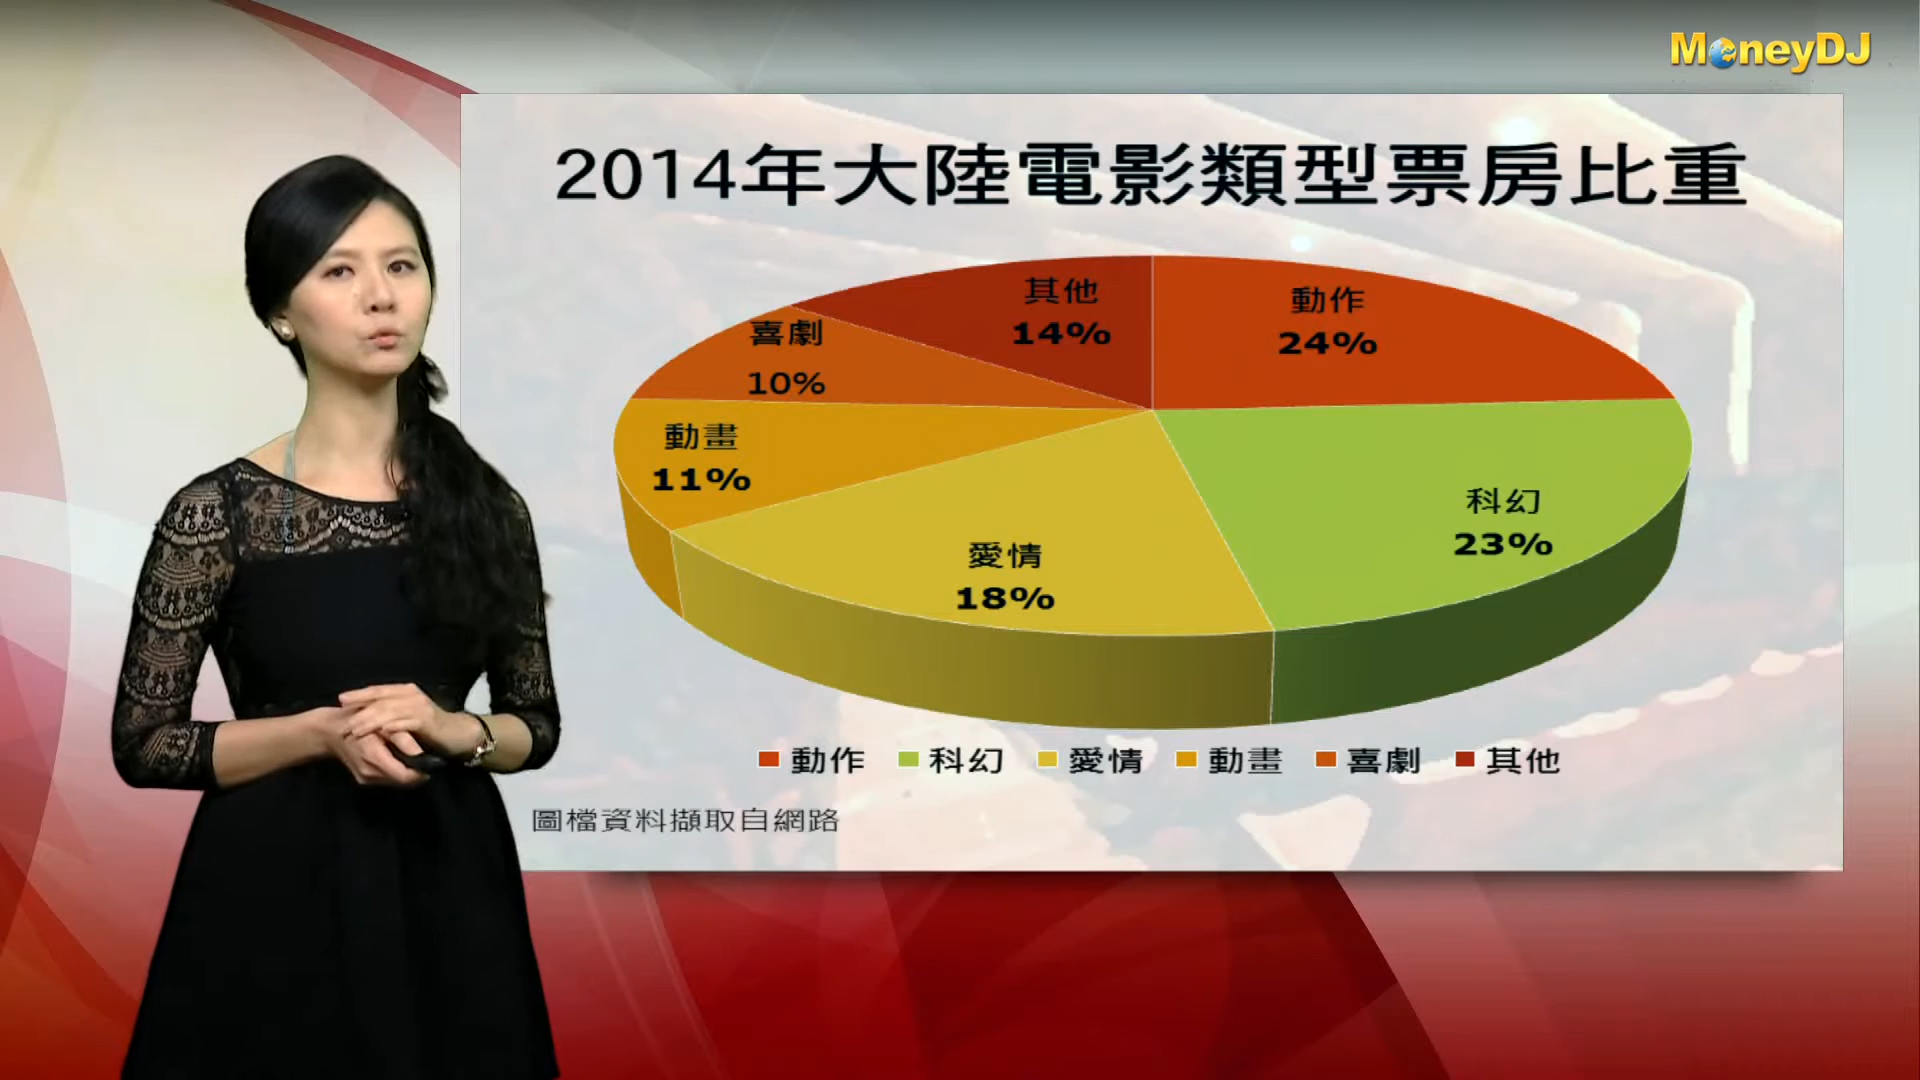 MoneyDJ
2014年大陸電影類型票房比重
其他
14%
動作
24%
喜劇
10%
動畫
11%
科幻
23%
愛情
18%
動作 科幻 愛情 動畫 喜劇 其他
圖檔資料擷取自網路